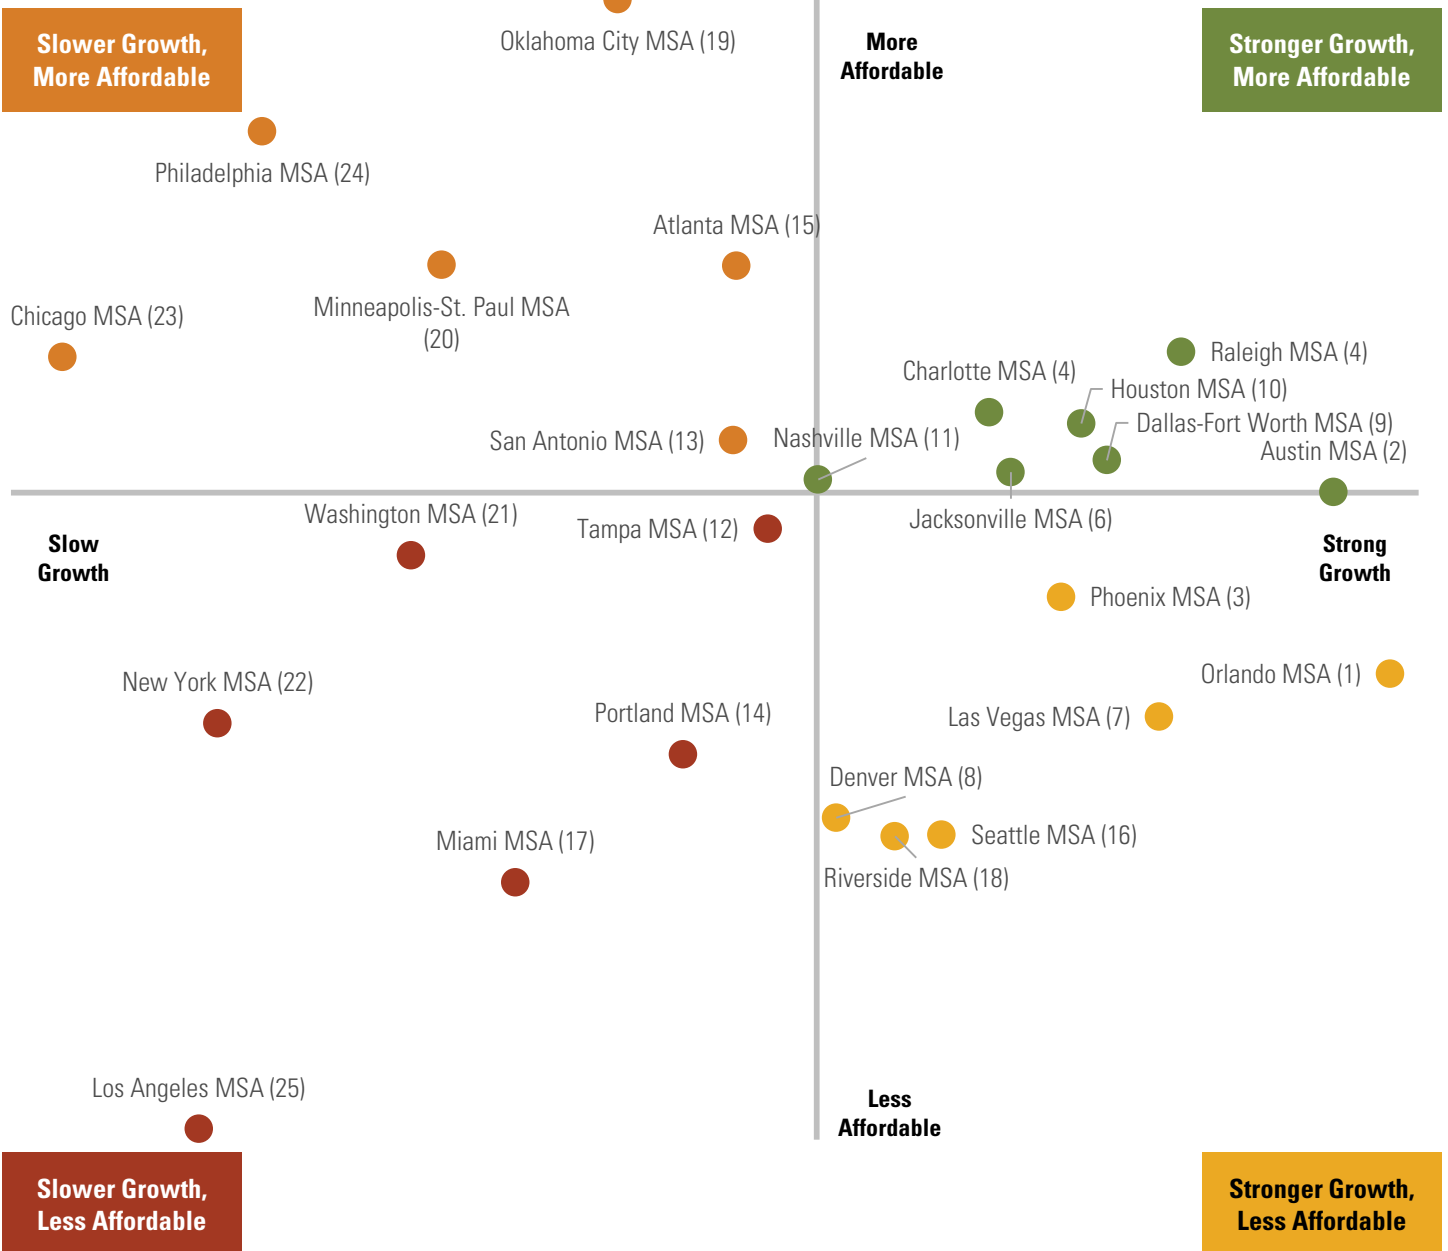 Slower Growth,
More Affordable
Oklahoma City MSA (19)
More
Affordable
Stronger Growth,
More Affordable
Philadelphia MSA (24)
Atlanta MSA (15)
Minneapolis-St. Paul MSA
(20)
Chicago MSA (23)
Raleigh MSA (4)
Charlotte MSA (4)
Houston MSA (10)
Dallas-Fort Worth MSA (9)
San Antonio MSA (13)
Nashville MSA (11)
Austin MSA (2)
Washington MSA (21)
Tampa MSA (12)
Jacksonville MSA (6)
Slow
Growth
Strong
Growth
Phoenix MSA (3)
Orlando MSA (1)
New York MSA (22)
Portland MSA (14)
Las Vegas MSA (7)
Denver MSA (8)
Miami MSA (17)
Seattle MSA (16)
Riverside MSA (18)
Los Angeles MSA (25)
Less
Affordable
Slower Growth,
Less Affordable
Stronger Growth,
Less Affordable